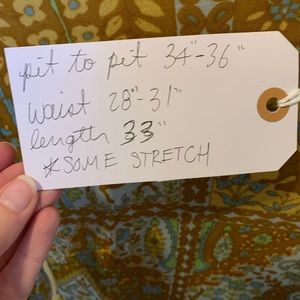 pit to pit 34"-36"
waist 28"-31"
length 33"
*SOME STRETCH